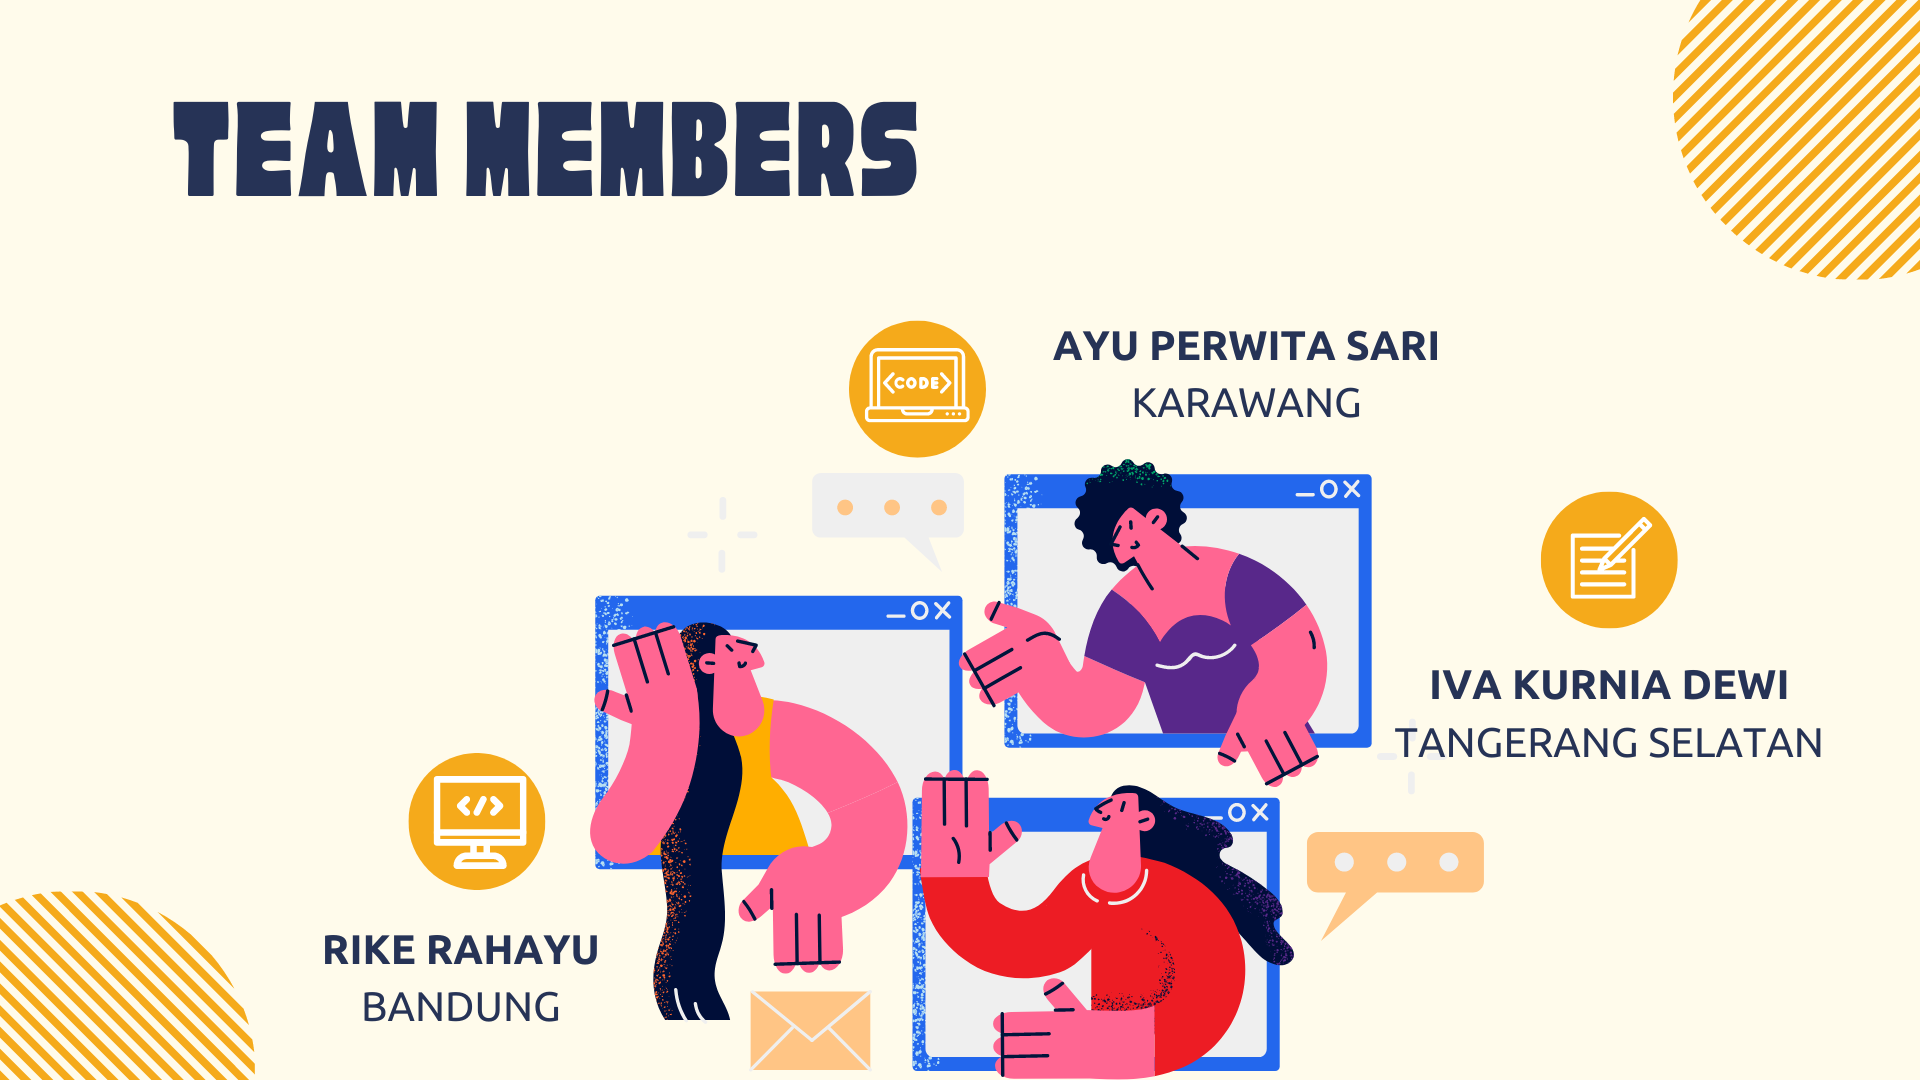 TEAM MEMBERS
<CODE>
AYU PERWITA SARI
KARAWANG
IVA KURNIA DEWI
TANGERANG SELATAN
</>
RIKE RAHAYU
BANDUNG